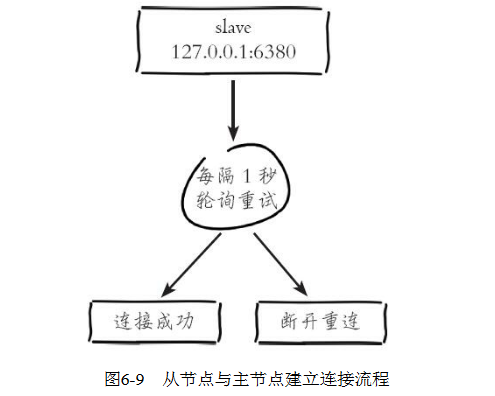 slave
127.0.0.1:6380
每隔 1 秒
轮询重试
连接成功
断开重连
图6-9 从节点与主节点建立连接流程